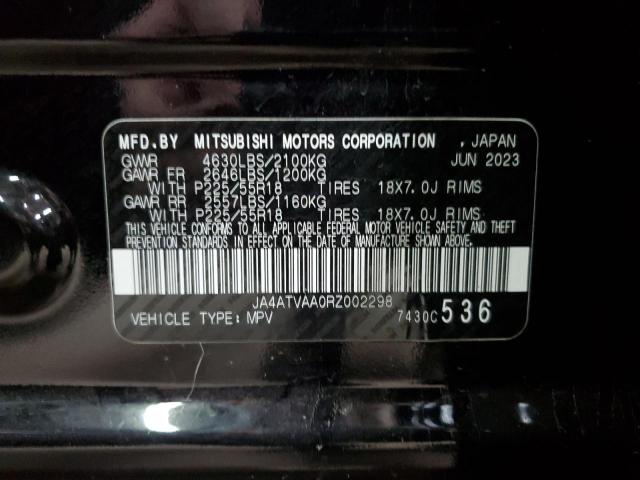 MFD.BY MITSUBISHI MOTORS CORPORATION , JAPAN
GVWR 4630LBS/2100KG JUN 2023
GAWR FR 2646LBS/1200KG
WITH P225/55R18 TIRES 18X7.0J RIMS
GAWR RR 2557LBS/1160KG
WITH P225/55R18 TIRES 18X7.0J RIMS
THIS VEHICLE CONFORMS TO ALL APPLICABLE FEDERAL MOTOR VEHICLE SAFETY AND THEFT
PREVENTION STANDARDS IN EFFECT ON THE DATE OF MANUFACTURE SHOWN ABOVE.
JA4ATVAA0RZ002298
VEHICLE TYPE: MPV 7430C 536